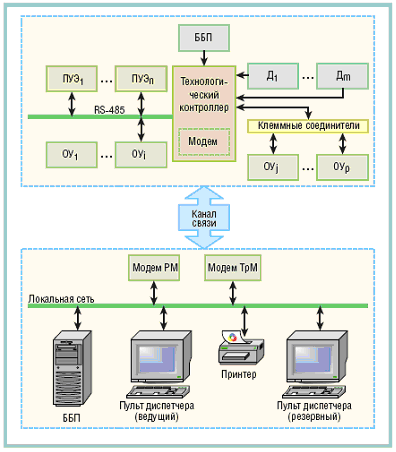 ББП
ПУЭ1 ... ПУЭn
Технологи-
ческий
контроллер
Модем
Д1 ... Дm
RS-485
Клеммные соединители
ОУ1 ... ОУi
ОУj ... ОУp
Канал
связи
Модем РМ
Модем ТрМ
Локальная сеть
ББП
Пульт диспетчера
(ведущий)
Принтер
Пульт диспетчера
(резервный)